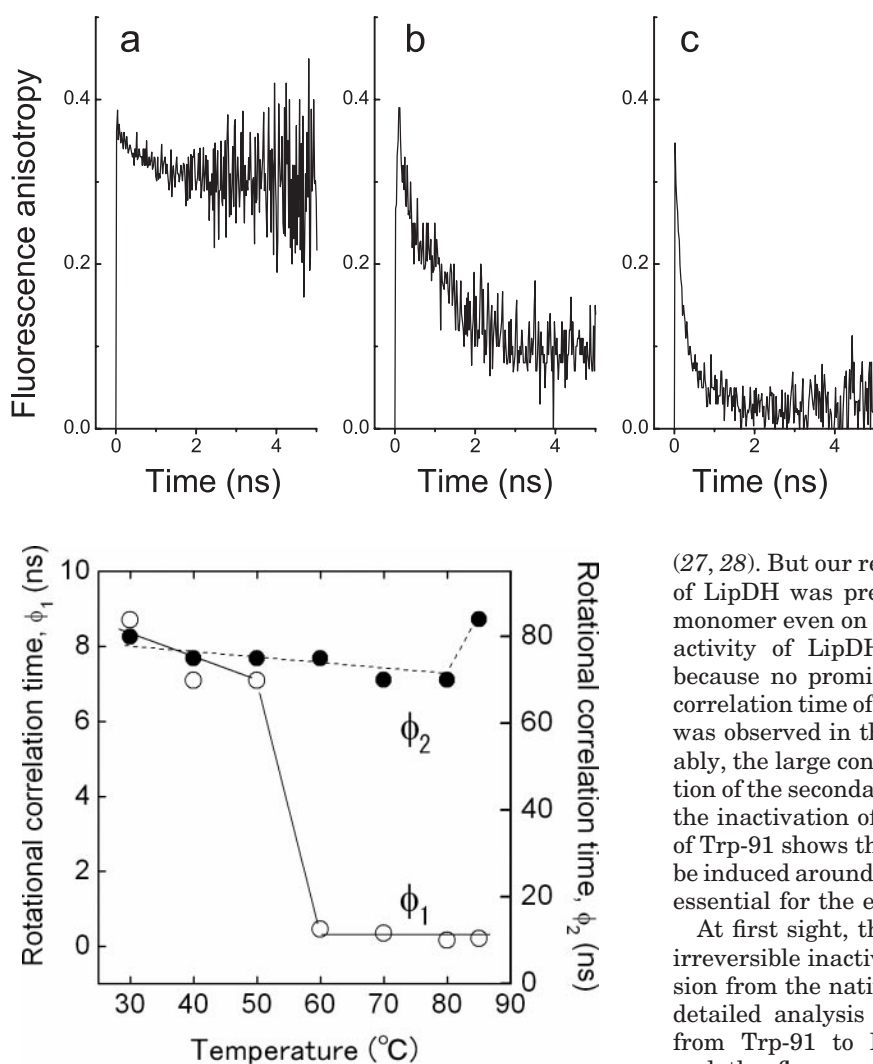 a b c
Fluorescence anisotropy
0.4 0.4 0.4
0.2 0.2 0.2
0.0 0.0 0.0
0 2 4 0 2 4 0 2 4
Time (ns) Time (ns) Time (ns)
Rotational correlation time, ϕ1 (ns)
10
8
6
4
2
0
ϕ2
ϕ1
80
60
40
20
0
Rotational correlation time, ϕ2 (ns)
30 40 50 60 70 80 90
Temperature (°C)
(27, 28). But our re
of LipDH was pre
monomer even on
activity of LipDH
because no promi
correlation time of
was observed in th
ably, the large con
tion of the seconda
the inactivation of
of Trp-91 shows th
be induced around
essential for the e
At first sight, th
irreversible inactiv
sion from the nati
detailed analysis
from Trp-91 to